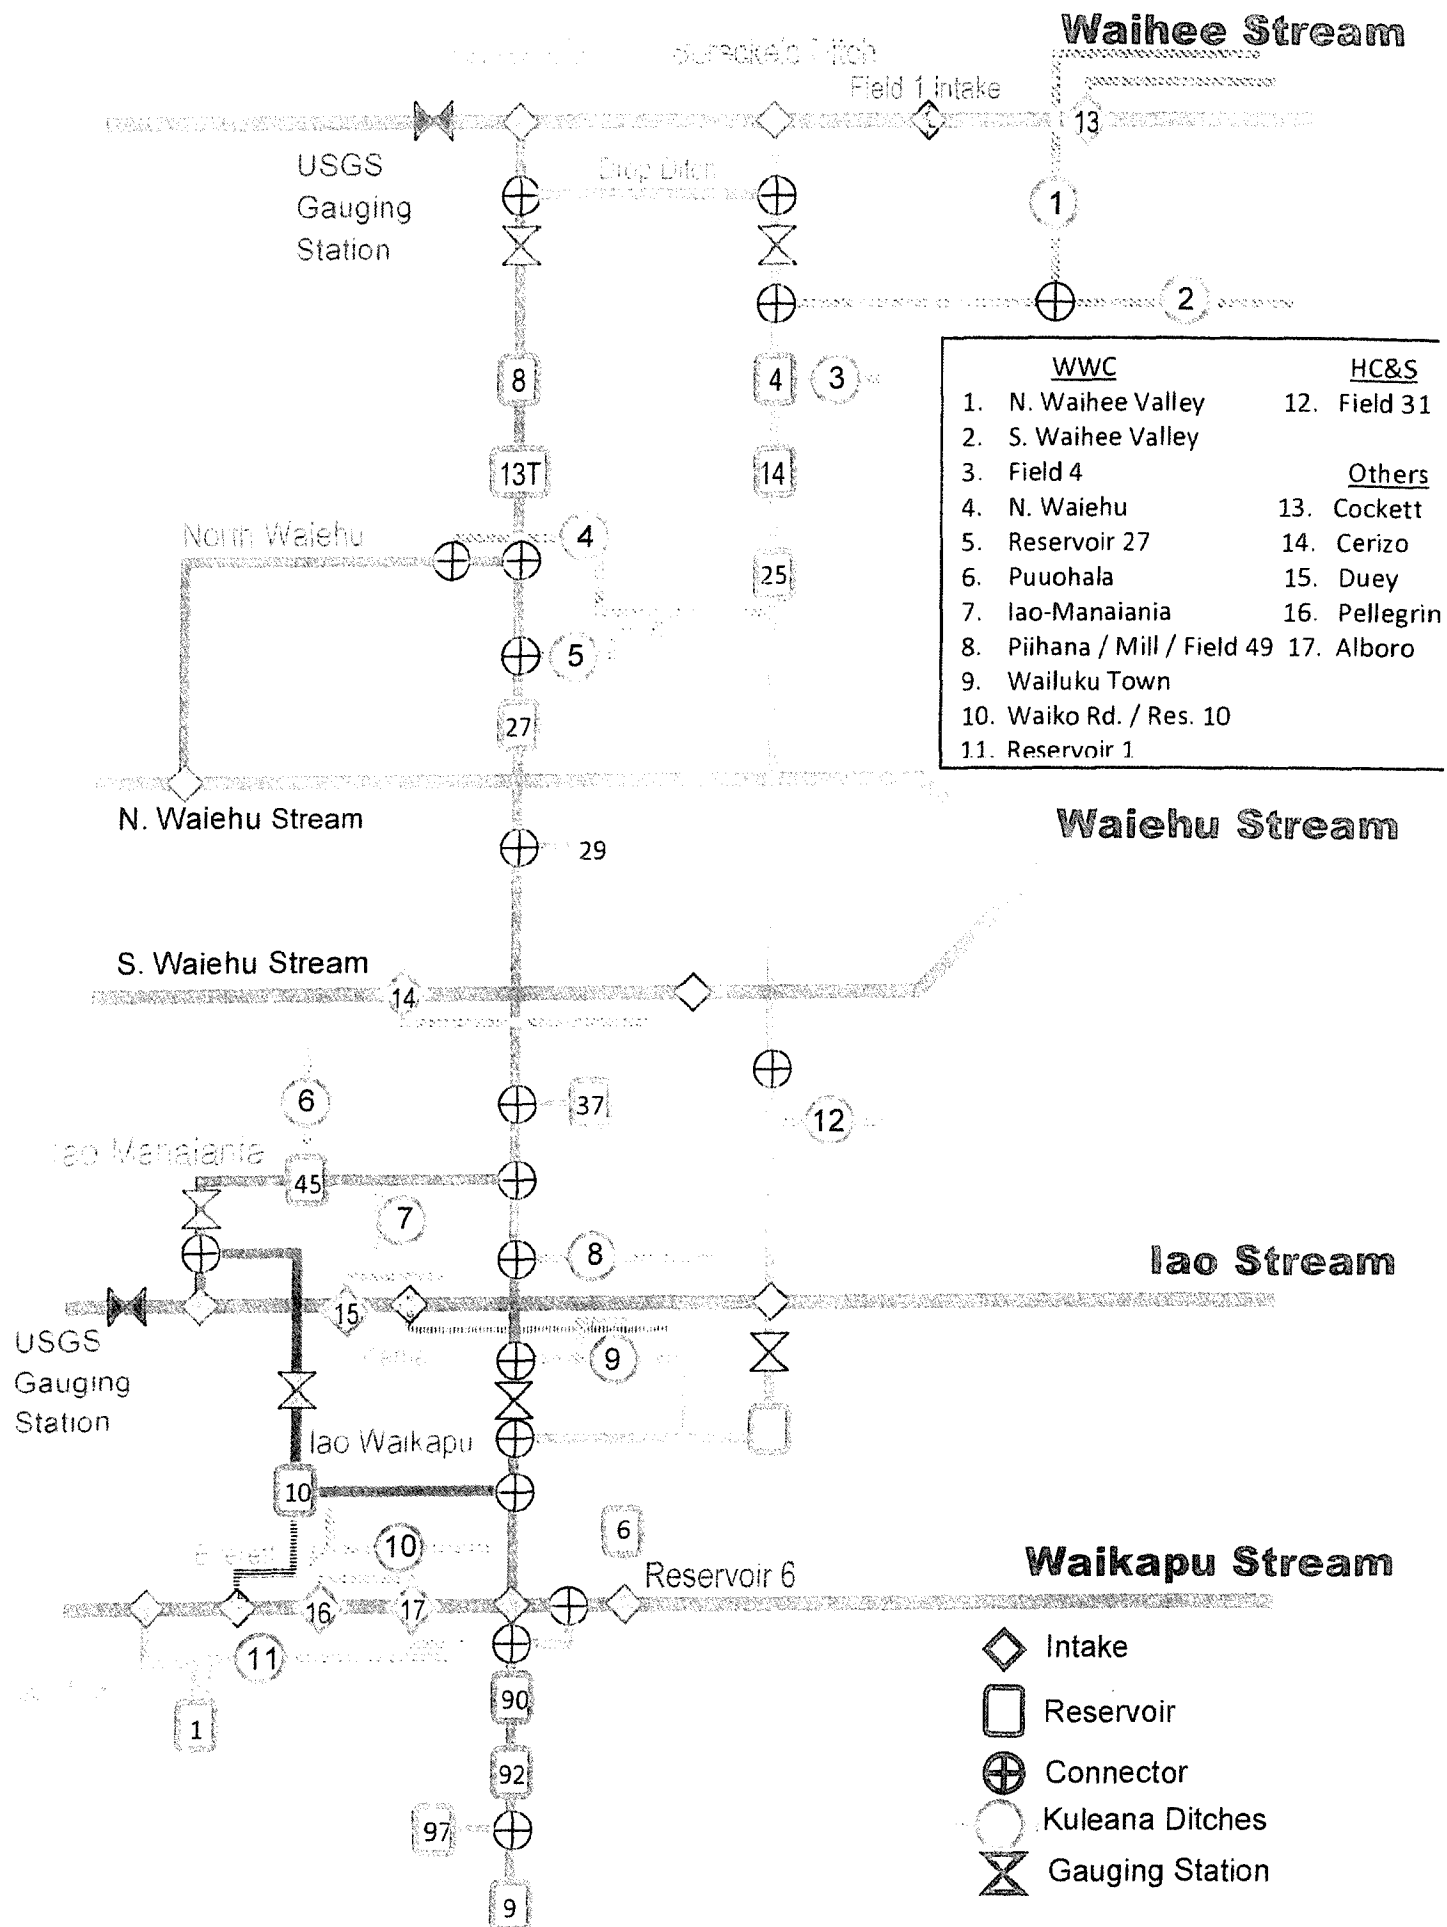 Waihee Stream
Ditch
Field 1 Intake
13
USGS
Gauging
Station
Drop Ditch
1
2
8
4
3
WWC
HC&S
1. N. Waihee Valley
12. Field 31
2. S. Waihee Valley
3. Field 4
Others
4. N. Waiehu
13. Cockett
5. Reservoir 27
14. Cerizo
6. Puuohala
15. Duey
7. Iao-Manaiania
16. Pellegrin
8. Piihana / Mill / Field 49
17. Alboro
9. Wailuku Town
10. Waiko Rd. / Res. 10
11. Reservoir 1
13T
14
North Waiehu
4
25
5
27
N. Waiehu Stream
Waiehu Stream
29
S. Waiehu Stream
14
6
37
12
Iao Manaiania
45
7
8
Iao Stream
15
USGS
Gauging
Station
9
Iao Waikapu
10
6
10
Waikapu Stream
Reservoir 6
16
17
11
Intake
90
1
Reservoir
92
Connector
97
Kuleana Ditches
Gauging Station
9